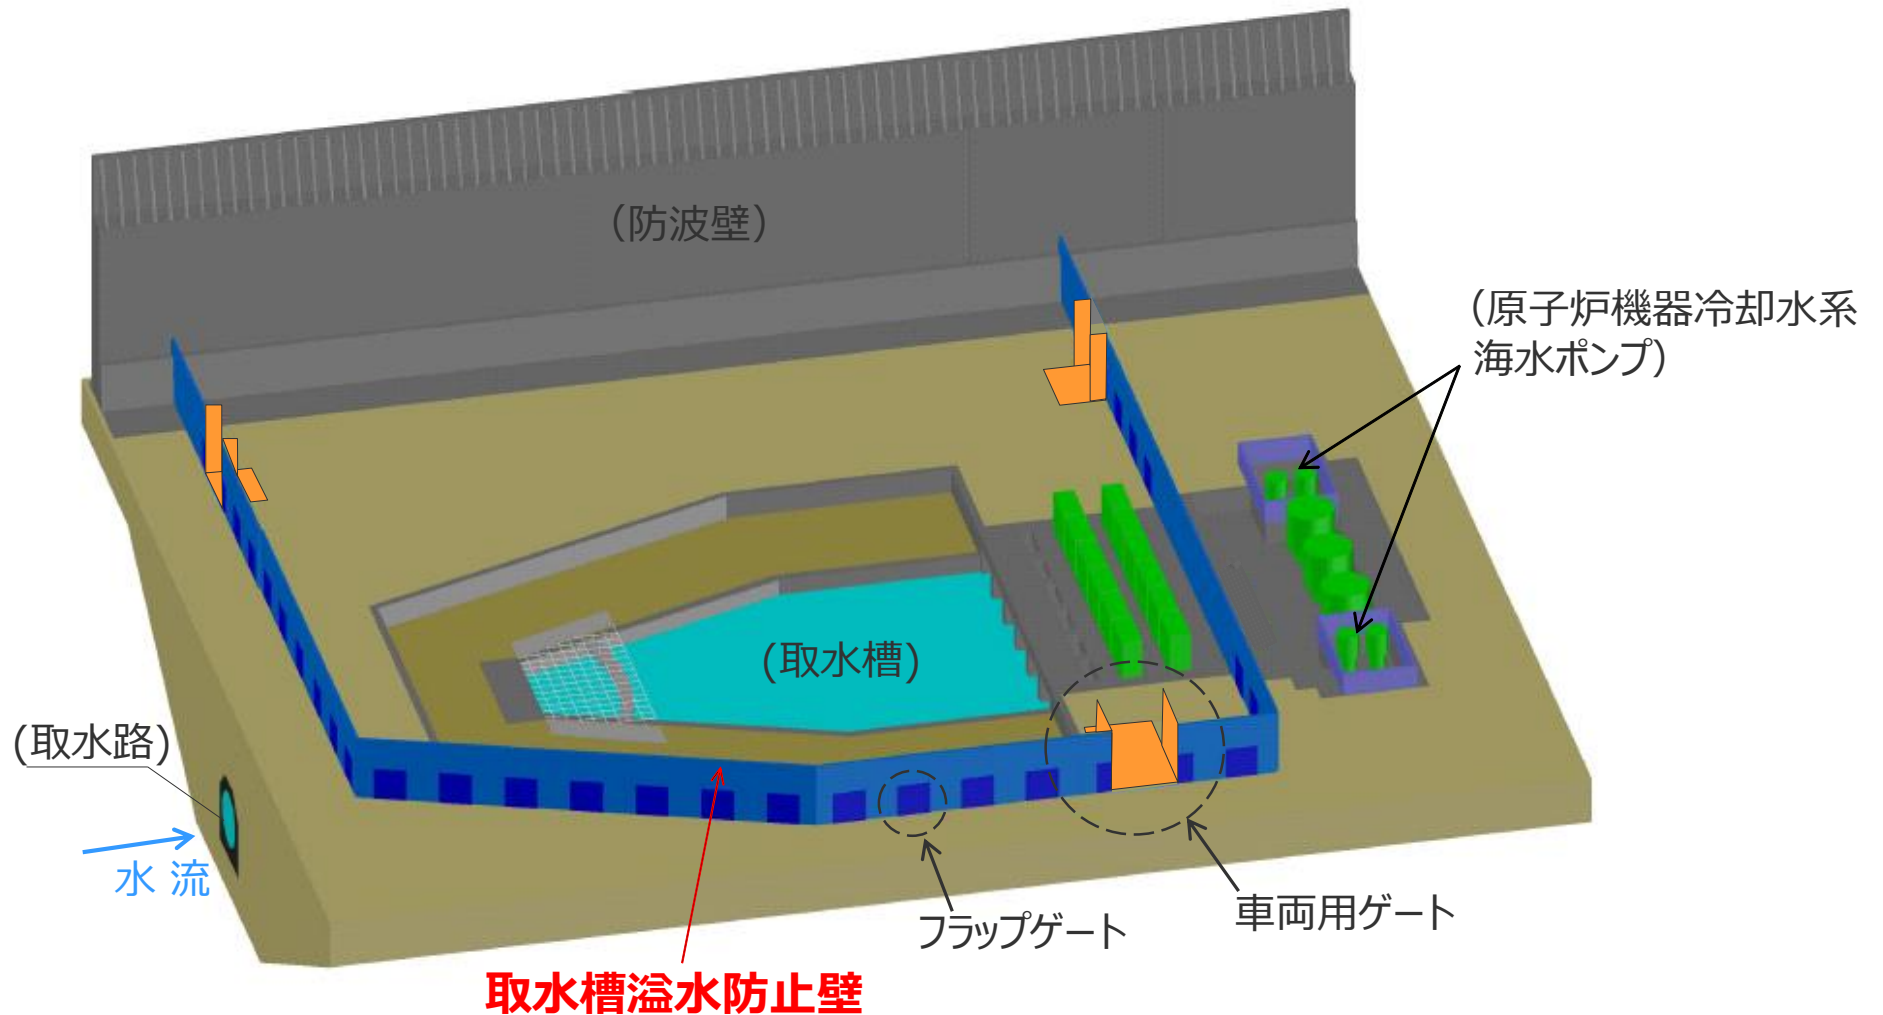 （防波壁）
（原子炉機器冷却水系
海水ポンプ）
(取水槽)
(取水路)
水 流
フラップゲート
車両用ゲート
取水槽溢水防止壁